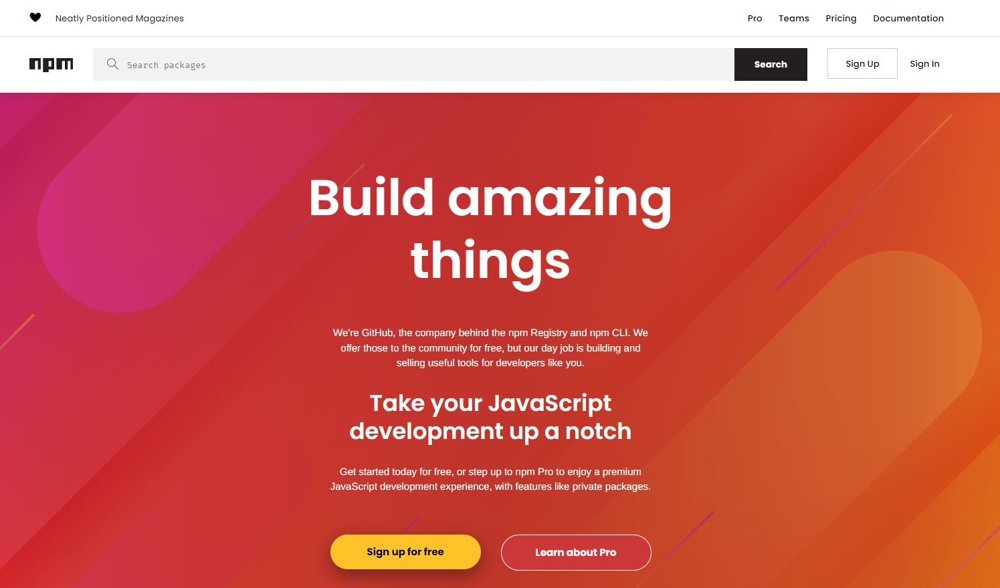 Neatly Positioned Magazines
Pro Teams Pricing Documentation
npm
Search packages
Search
Sign Up
Sign In
Build amazing
things
We're GitHub, the company behind the npm Registry and npm CLI. We
offer those to the community for free, but our day job is building and
selling useful tools for developers like you.
Take your JavaScript
development up a notch
Get started today for free, or step up to npm Pro to enjoy a premium
JavaScript development experience, with features like private packages.
Sign up for free
Learn about Pro